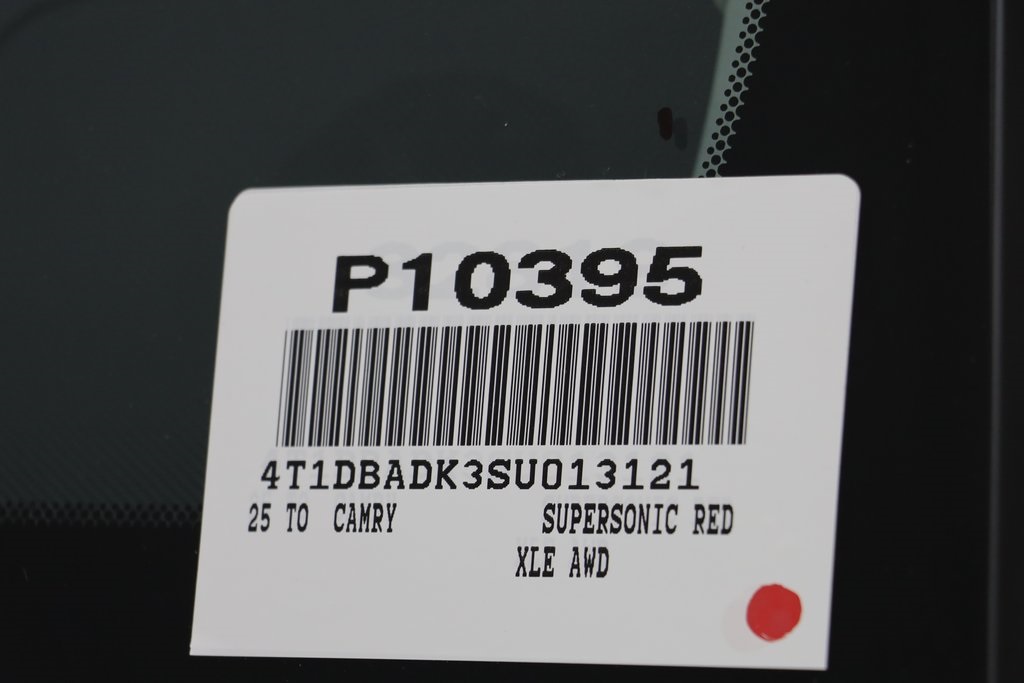 P10395
4T1DBADK3SU013121
25 TO CAMRY SUPERSONIC RED
XLE AWD